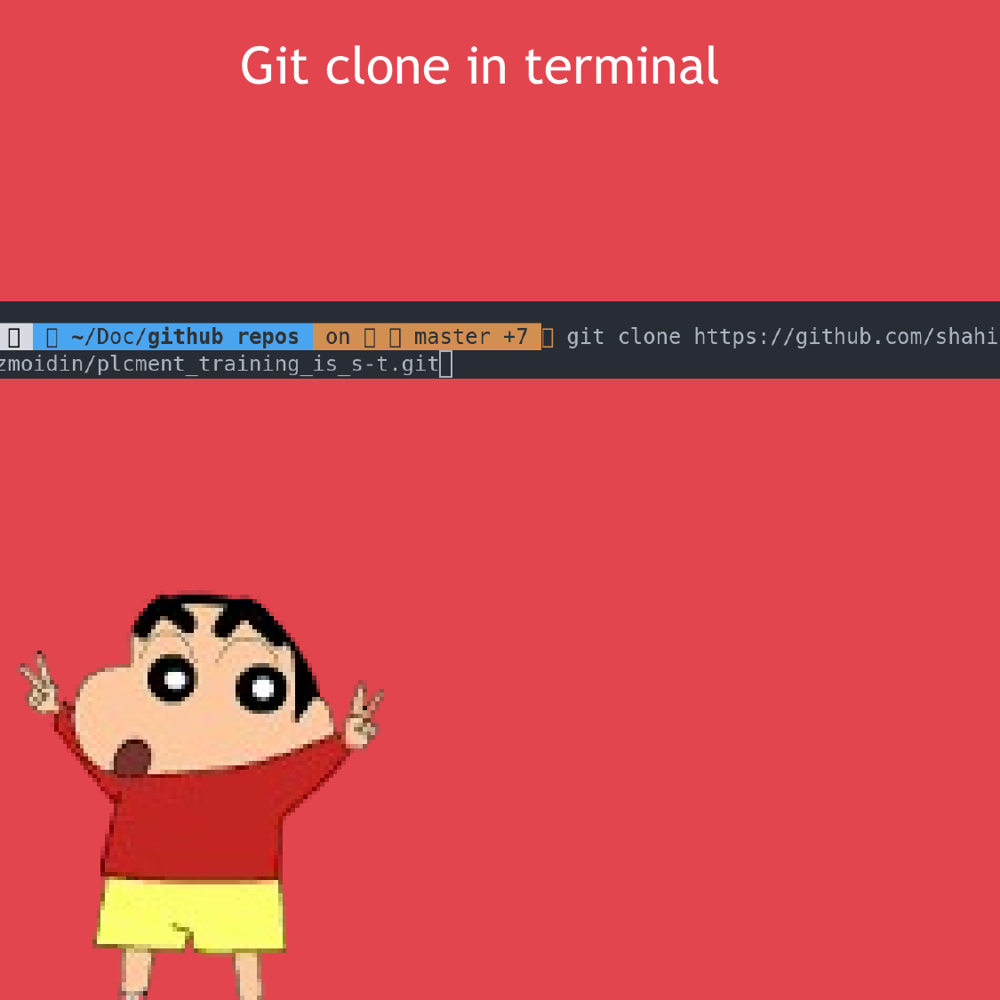 Git clone in terminal
~/Doc/github repos on master +7 git clone https://github.com/shahi
zmoidin/plcment_training_is_s-t.git